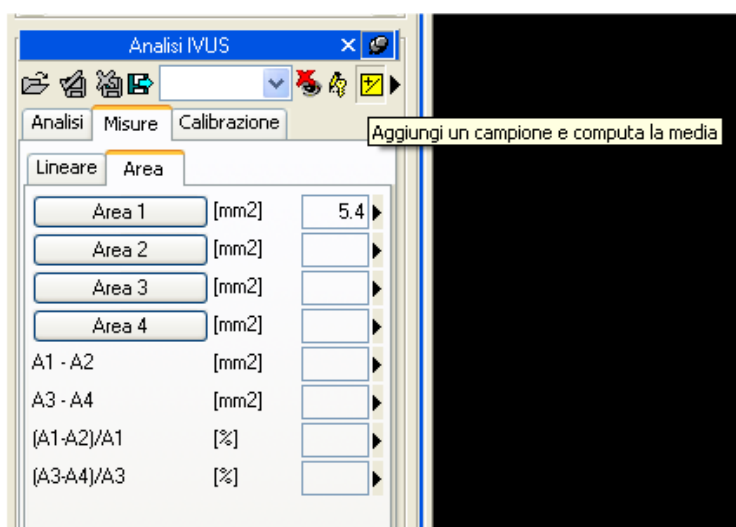 Analisi IVUS
Analisi Misure Calibrazione
Aggiungi un campione e computa la media
Lineare Area
Area 1 [mm2] 5.4
Area 2 [mm2]
Area 3 [mm2]
Area 4 [mm2]
A1 - A2 [mm2]
A3 - A4 [mm2]
(A1-A2)/A1 [%]
(A3-A4)/A3 [%]